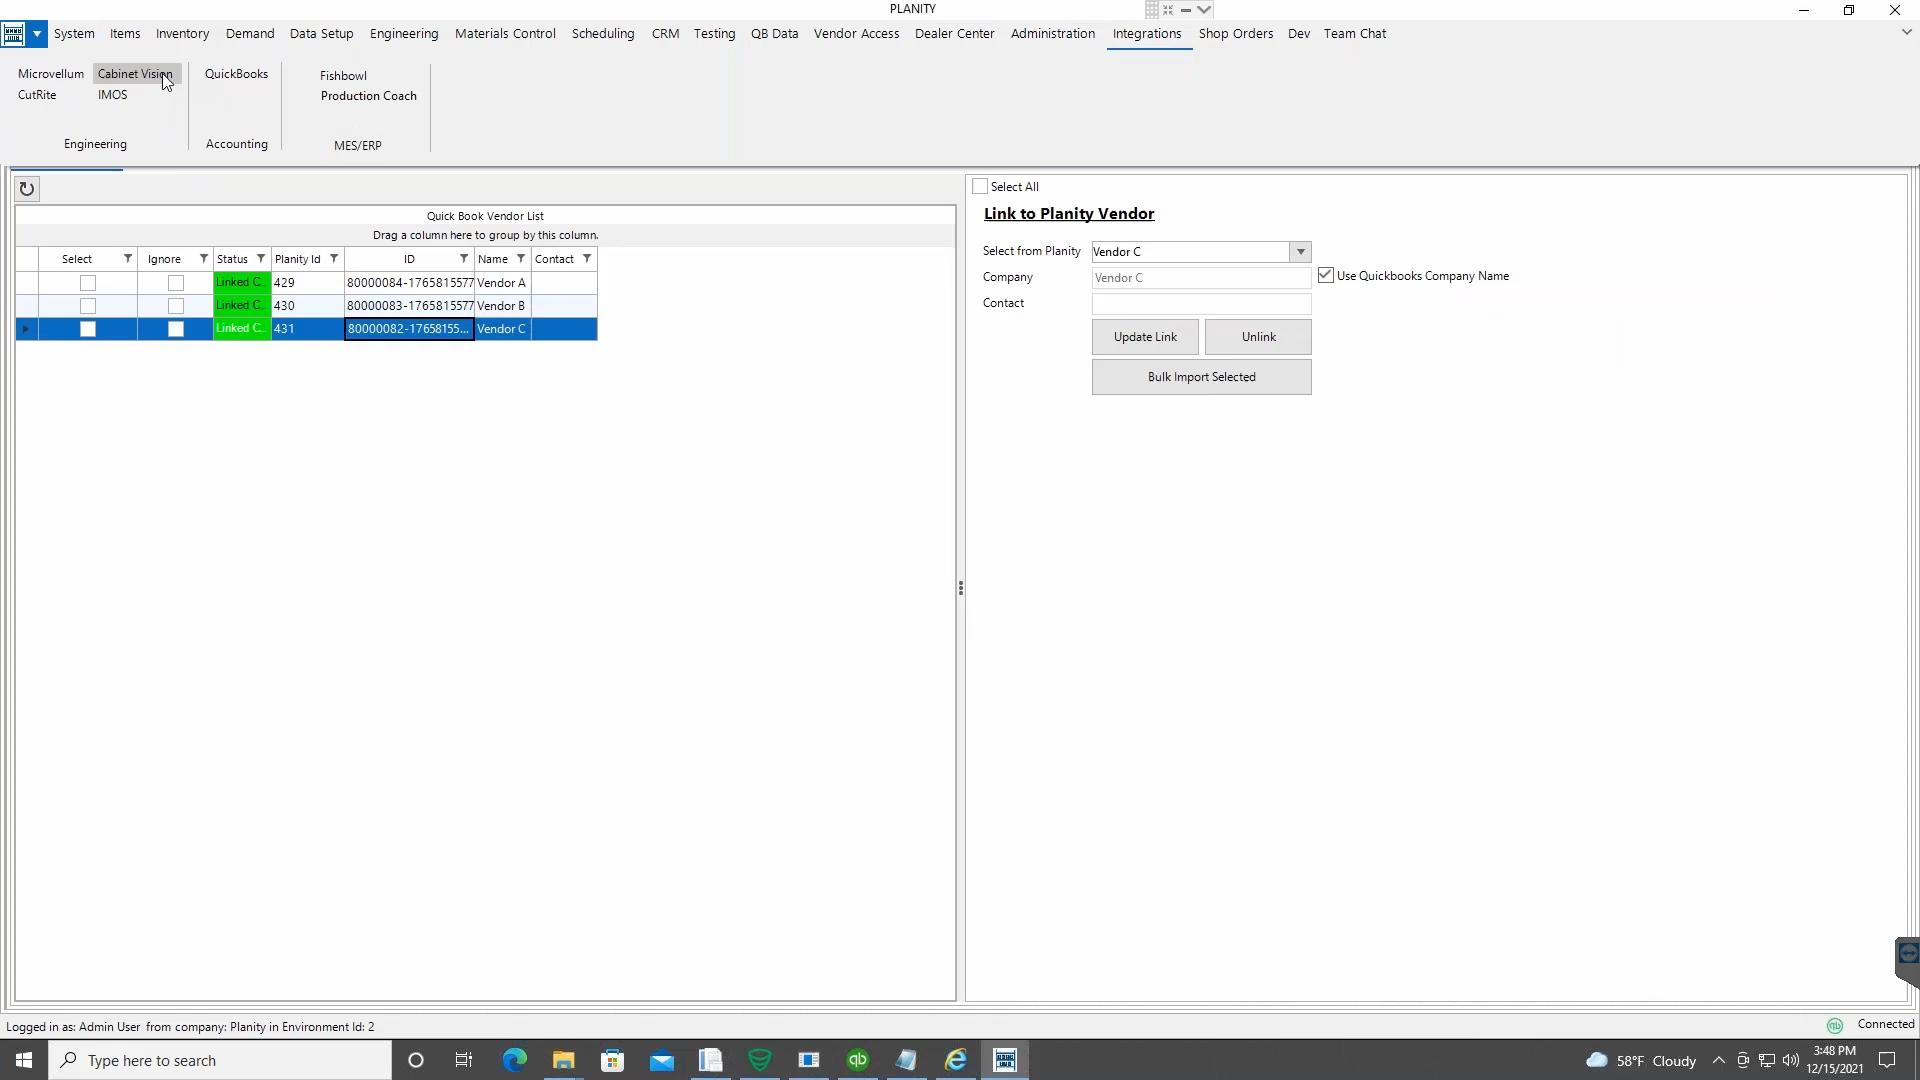 PLANITY
System Items Inventory Demand Data Setup Engineering Materials Control Scheduling CRM Testing QB Data Vendor Access Dealer Center Administration Integrations Shop Orders Dev Team Chat
Microvellum Cabinet Vision QuickBooks Fishbowl
CutRite IMOS Production Coach
Engineering Accounting MES/ERP
Select All
Quick Book Vendor List
Link to Planity Vendor
Drag a column here to group by this column.
Select from Planity Vendor C
Select Ignore Status Planity Id ID Name Contact
Company Vendor C Use Quickbooks Company Name
Linked C... 429 80000084-1765815577 Vendor A
Contact
Linked C... 430 80000083-1765815577 Vendor B
Linked C... 431 80000082-17658155... Vendor C
Update Link Unlink
Bulk Import Selected
Logged in as: Admin User from company: Planity in Environment Id: 2
Connected
Type here to search
58°F Cloudy
3:48 PM
12/15/2021